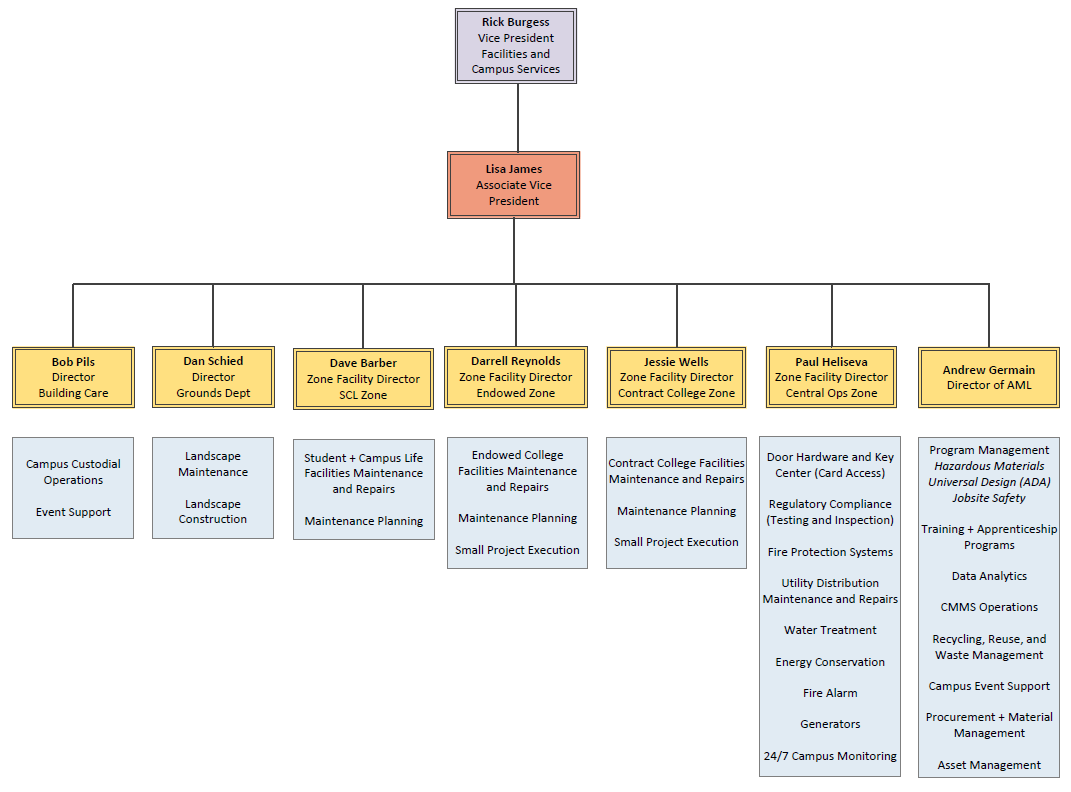 Rick Burgess
Vice President
Facilities and
Campus Services
Lisa James
Associate Vice
President
Bob Pils
Director
Building Care
Dan Schied
Director
Grounds Dept
Dave Barber
Zone Facility Director
SCL Zone
Darrell Reynolds
Zone Facility Director
Endowed Zone
Jessie Wells
Zone Facility Director
Contract College Zone
Paul Heliseva
Zone Facility Director
Central Ops Zone
Andrew Germain
Director of AML
Campus Custodial
Operations
Event Support
Landscape
Maintenance
Landscape
Construction
Student + Campus Life
Facilities Maintenance
and Repairs
Maintenance Planning
Endowed College
Facilities Maintenance
and Repairs
Maintenance Planning
Small Project Execution
Contract College Facilities
Maintenance and Repairs
Maintenance Planning
Small Project Execution
Door Hardware and Key
Center (Card Access)
Regulatory Compliance
(Testing and Inspection)
Fire Protection Systems
Utility Distribution
Maintenance and Repairs
Water Treatment
Energy Conservation
Fire Alarm
Generators
24/7 Campus Monitoring
Program Management
Hazardous Materials
Universal Design (ADA)
Jobsite Safety
Training + Apprenticeship
Programs
Data Analytics
CMMS Operations
Recycling, Reuse, and
Waste Management
Campus Event Support
Procurement + Material
Management
Asset Management